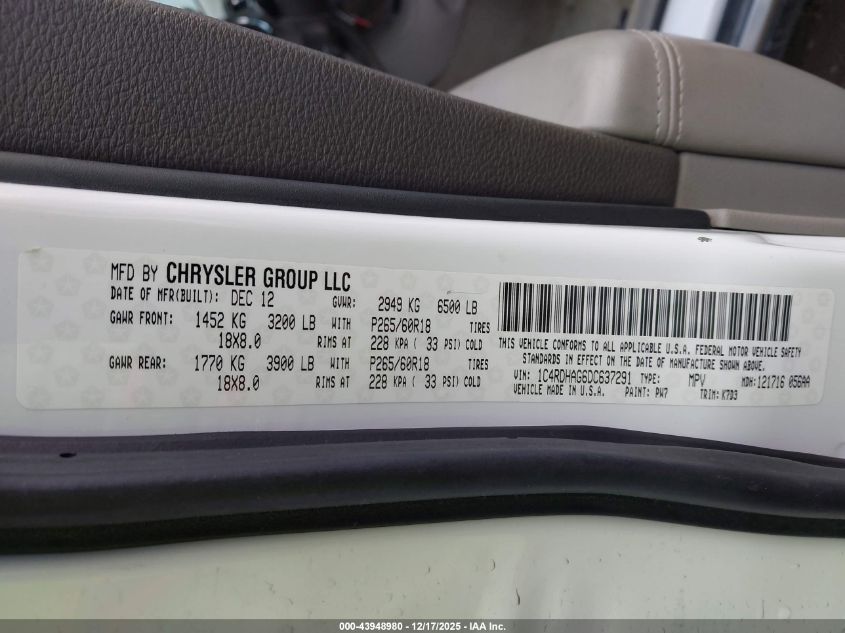 MFD BY CHRYSLER GROUP LLC
DATE OF MFR(BUILT): DEC 12 GVWR: 2949 KG 6500 LB
GAWR FRONT: 1452 KG 3200 LB WITH P265/60R18 TIRES
18X8.0 RIMS AT 228 KPA ( 33 PSI) COLD
GAWR REAR: 1770 KG 3900 LB WITH P265/60R18 TIRES
18X8.0 RIMS AT 228 KPA ( 33 PSI) COLD
THIS VEHICLE CONFORMS TO ALL APPLICABLE U.S.A. FEDERAL MOTOR VEHICLE SAFETY
STANDARDS IN EFFECT ON THE DATE OF MANUFACTURE SHOWN ABOVE.
VIN: 1C4RDHAG6DC637291 TYPE: MPV MDH: 121716 056AA
VEHICLE MADE IN U.S.A. PAINT: PW7 TRIM: K7D3
000-43948980 - 12/17/2025 - IAA Inc.